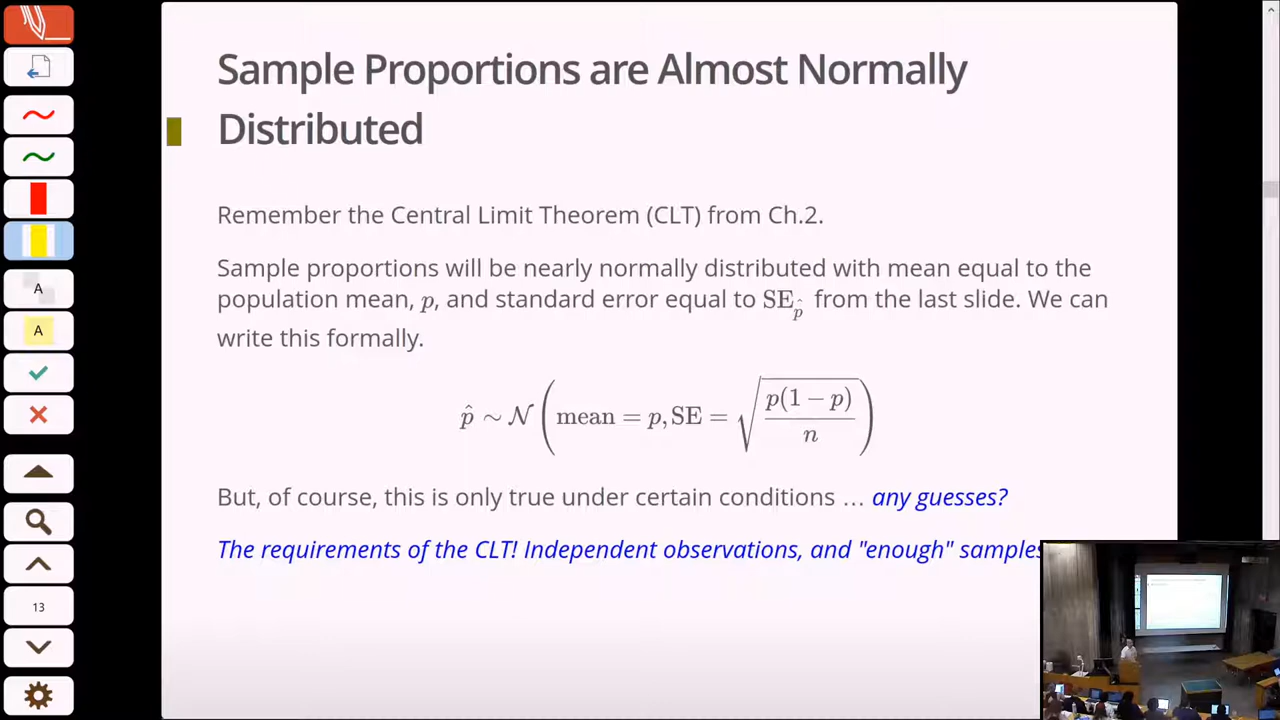 Sample Proportions are Almost Normally
Distributed
Remember the Central Limit Theorem (CLT) from Ch.2.
Sample proportions will be nearly normally distributed with mean equal to the
population mean, p, and standard error equal to SE_p̂ from the last slide. We can
write this formally.
p̂ ∼ 𝒩(mean = p, SE = √(p(1 − p)/n))
But, of course, this is only true under certain conditions … any guesses?
The requirements of the CLT! Independent observations, and "enough" samples
A
A
13